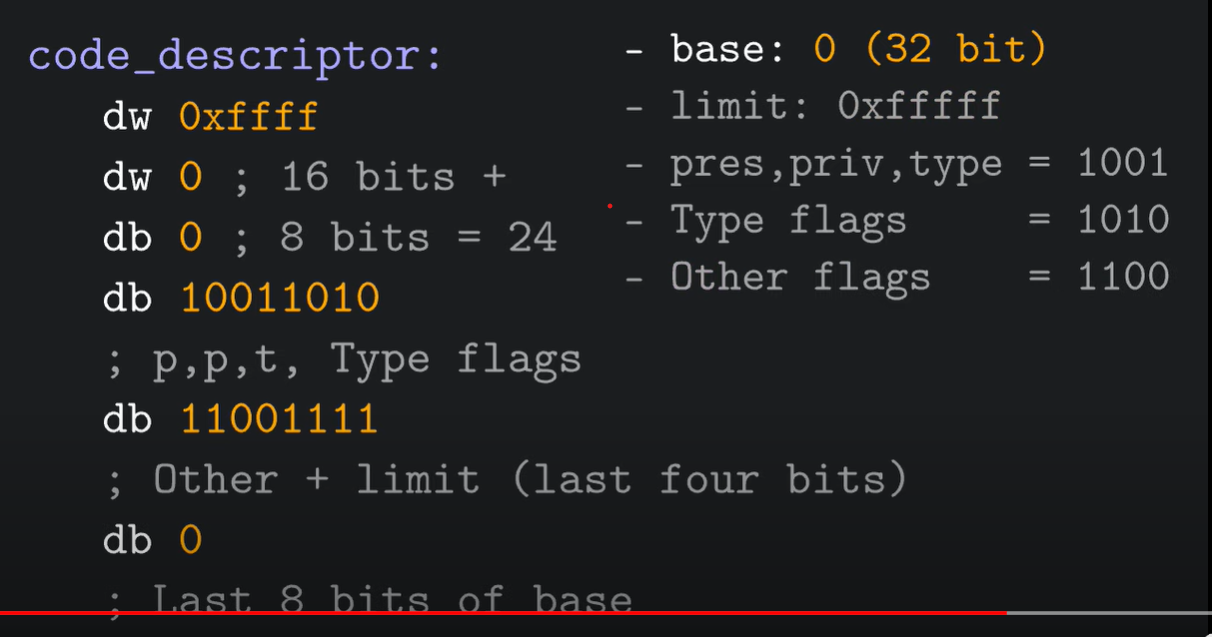 code_descriptor:
dw 0xffff
dw 0 ; 16 bits +
db 0 ; 8 bits = 24
db 10011010
; p,p,t, Type flags
db 11001111
; Other + limit (last four bits)
db 0
; Last 8 bits of base
- base: 0 (32 bit)
- limit: 0xfffff
- pres,priv,type = 1001
- Type flags = 1010
- Other flags = 1100